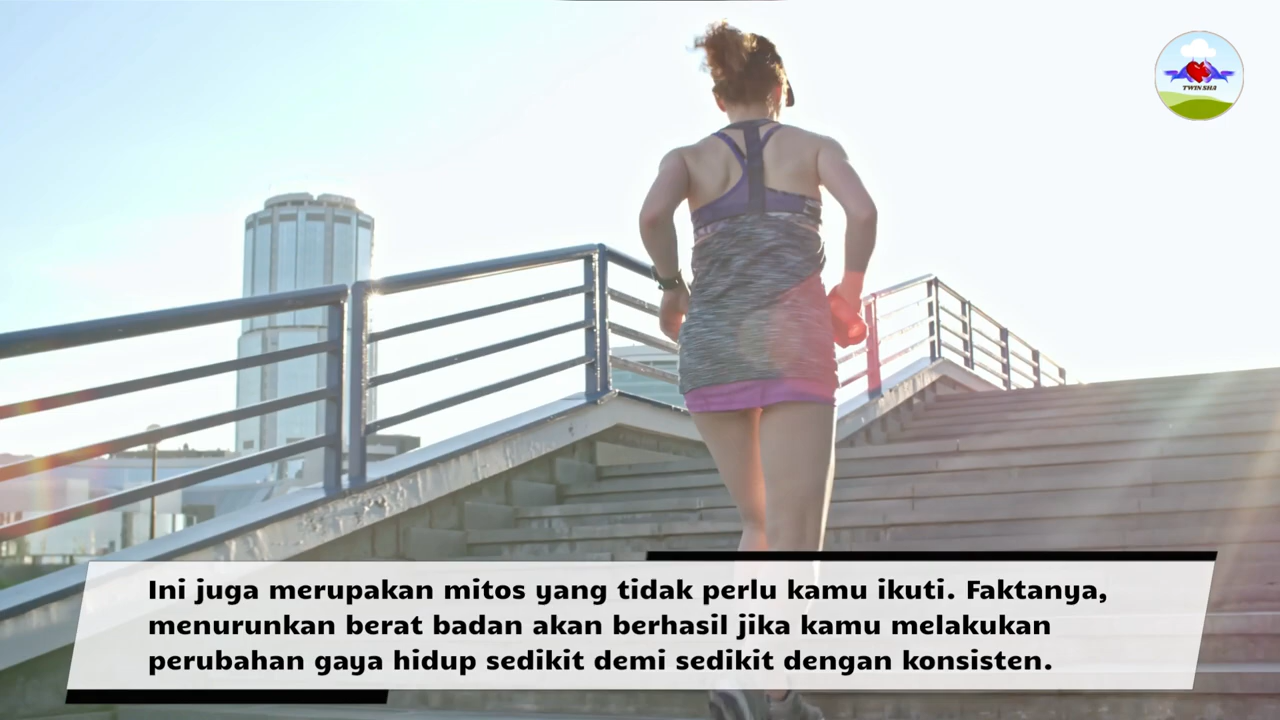 TWIN SHA
Ini juga merupakan mitos yang tidak perlu kamu ikuti. Faktanya,
menurunkan berat badan akan berhasil jika kamu melakukan
perubahan gaya hidup sedikit demi sedikit dengan konsisten.